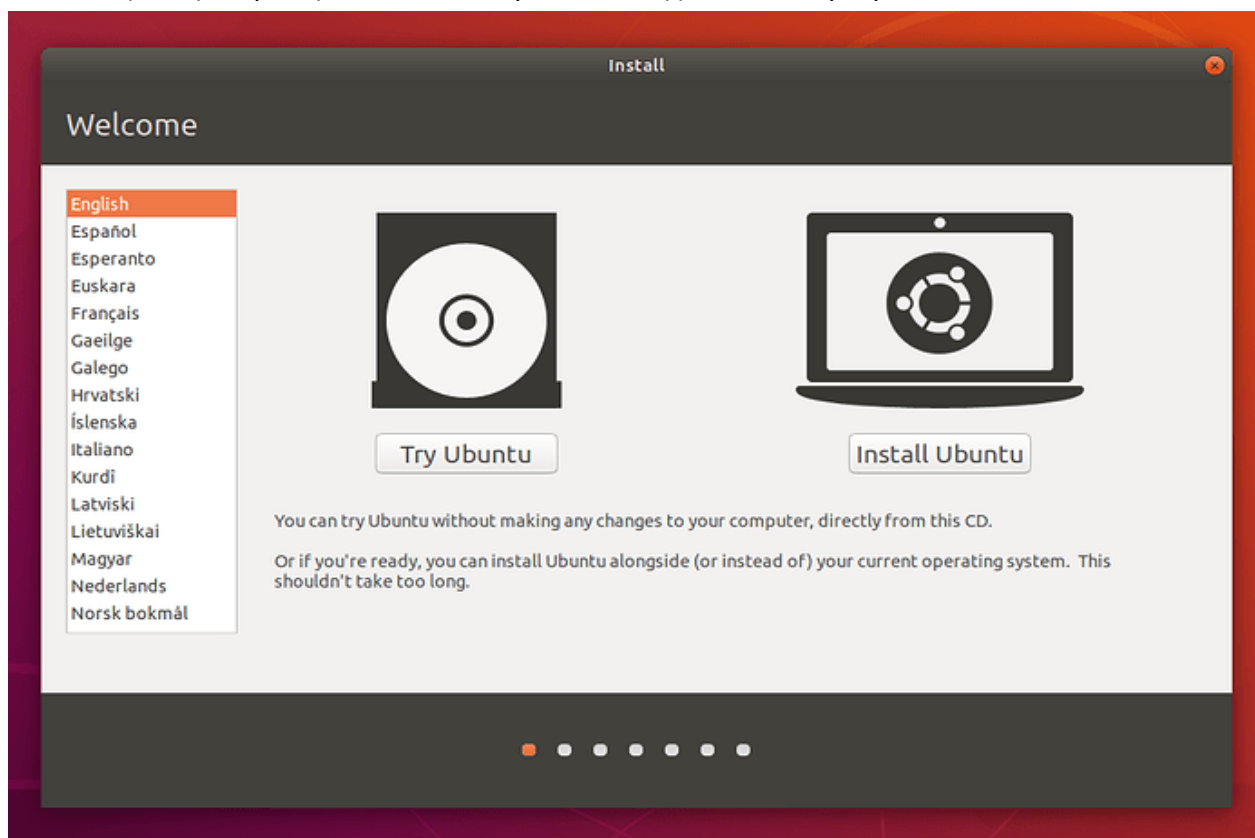 Install
Welcome
English
Español
Esperanto
Euskara
Français
Gaeilge
Galego
Hrvatski
Íslenska
Italiano
Kurdî
Latviski
Lietuviškai
Magyar
Nederlands
Norsk bokmål
Try Ubuntu
Install Ubuntu
You can try Ubuntu without making any changes to your computer, directly from this CD.
Or if you're ready, you can install Ubuntu alongside (or instead of) your current operating system.  This
shouldn't take too long.